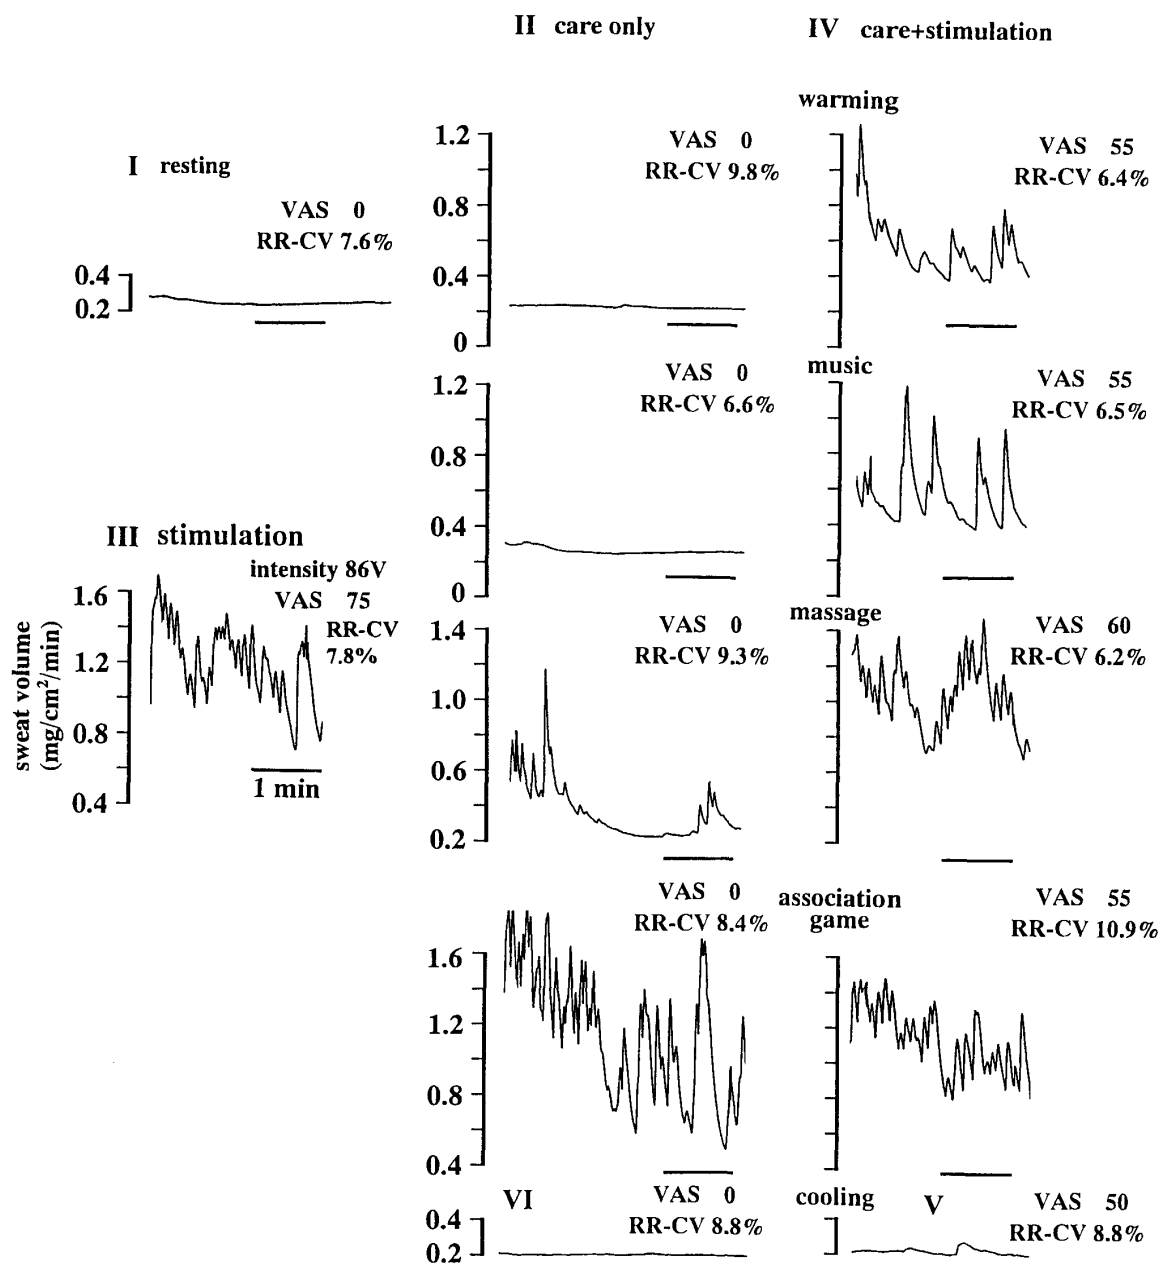 II care only
IV care+stimulation
I resting
VAS 0
RR-CV 7.6%
0.4
0.2
1.2
0.8
0.4
0
VAS 0
RR-CV 9.8%
warming
VAS 55
RR-CV 6.4%
1.2
0.8
0.4
0
VAS 0
RR-CV 6.6%
music
VAS 55
RR-CV 6.5%
III stimulation
intensity 86V
VAS 75
RR-CV
7.8%
sweat volume
(mg/cm²/min)
1.6
1.2
0.8
0.4
1 min
1.4
1.0
0.6
0.2
VAS 0
RR-CV 9.3%
massage
VAS 60
RR-CV 6.2%
1.6
1.2
0.8
0.4
VAS 0
RR-CV 8.4%
association
game
VAS 55
RR-CV 10.9%
VI
0.4
0.2
VAS 0
RR-CV 8.8%
cooling
V
VAS 50
RR-CV 8.8%